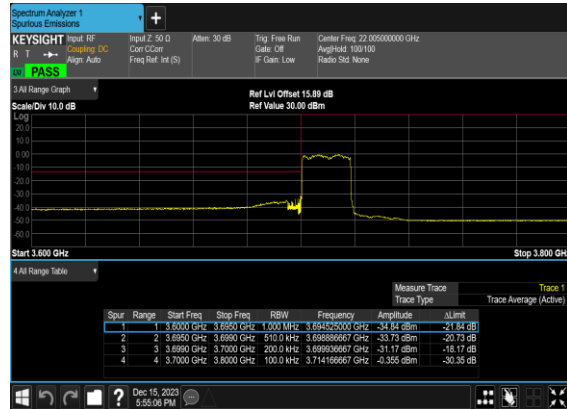 Spectrum Analyzer 1
Spurious Emissions
KEYSIGHT Input: RF Input Z: 50 Ω Atten: 30 dB Trig: Free Run Center Freq: 22.005000000 GHz
R T Coupling: DC Corr CCorr Gate: Off Avg|Hold: 100/100
Align: Auto Freq Ref: Int (S) IF Gain: Low Radio Std: None
PASS
3 All Range Graph Ref Lvl Offset 15.89 dB
Scale/Div 10.0 dB Ref Value 30.00 dBm
Log
20.0
10.0
0.00
-10.0
-20.0
-30.0
-40.0
-50.0
-60.0
Start 3.600 GHz Stop 3.800 GH
4 All Range Table
Measure Trace Trace 1
Trace Type Trace Average (Active)
Spur Range Start Freq Stop Freq RBW Frequency Amplitude ΔLimit
1 1 3.6000 GHz 3.6950 GHz 1.000 MHz 3.694525000 GHz -34.84 dBm -21.84 dB
2 2 3.6950 GHz 3.6990 GHz 510.0 kHz 3.698886667 GHz -33.73 dBm -20.73 dB
3 3 3.6990 GHz 3.7000 GHz 200.0 kHz 3.699936667 GHz -31.17 dBm -18.17 dB
4 4 3.7000 GHz 3.8000 GHz 100.0 kHz 3.714166667 GHz -0.355 dBm -30.35 dB
? Dec 15, 2023
5:55:06 PM